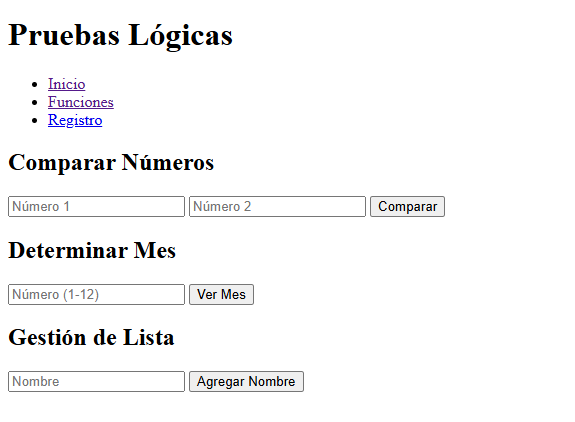 Pruebas Lógicas
Inicio
Funciones
Registro
Comparar Números
Número 1 Número 2 Comparar
Determinar Mes
Número (1-12) Ver Mes
Gestión de Lista
Nombre Agregar Nombre